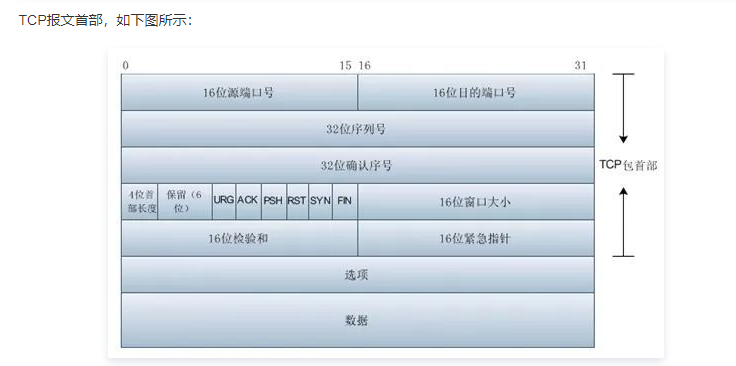 TCP报文首部，如下图所示：
0 15 16 31
16位源端口号 16位目的端口号
32位序列号
32位确认序号
TCP包首部
4位首部长度 保留（6位） URG ACK PSH RST SYN FIN 16位窗口大小
16位检验和 16位紧急指针
选项
数据